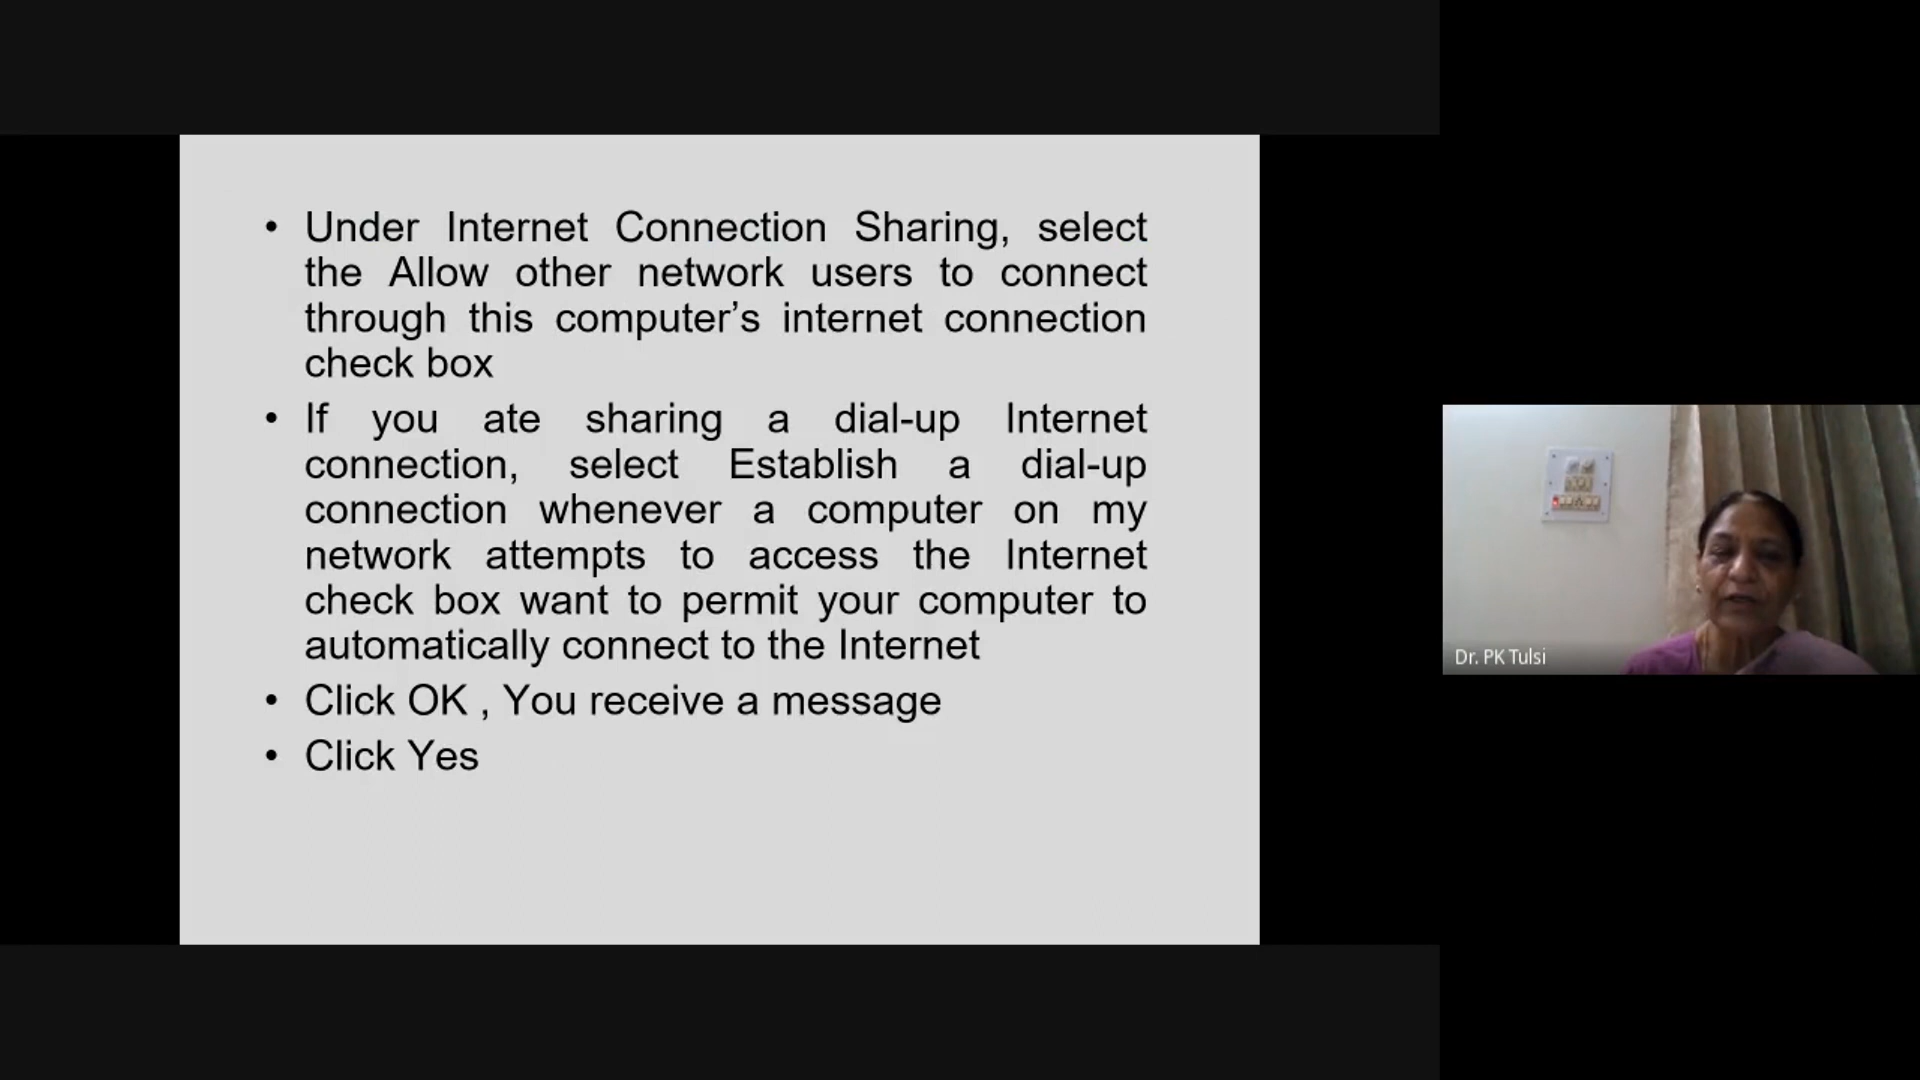 • Under Internet Connection Sharing, select
the Allow other network users to connect
through this computer’s internet connection
check box
• If you ate sharing a dial-up Internet
connection, select Establish a dial-up
connection whenever a computer on my
network attempts to access the Internet
check box want to permit your computer to
automatically connect to the Internet
• Click OK , You receive a message
• Click Yes
Dr. PK Tulsi